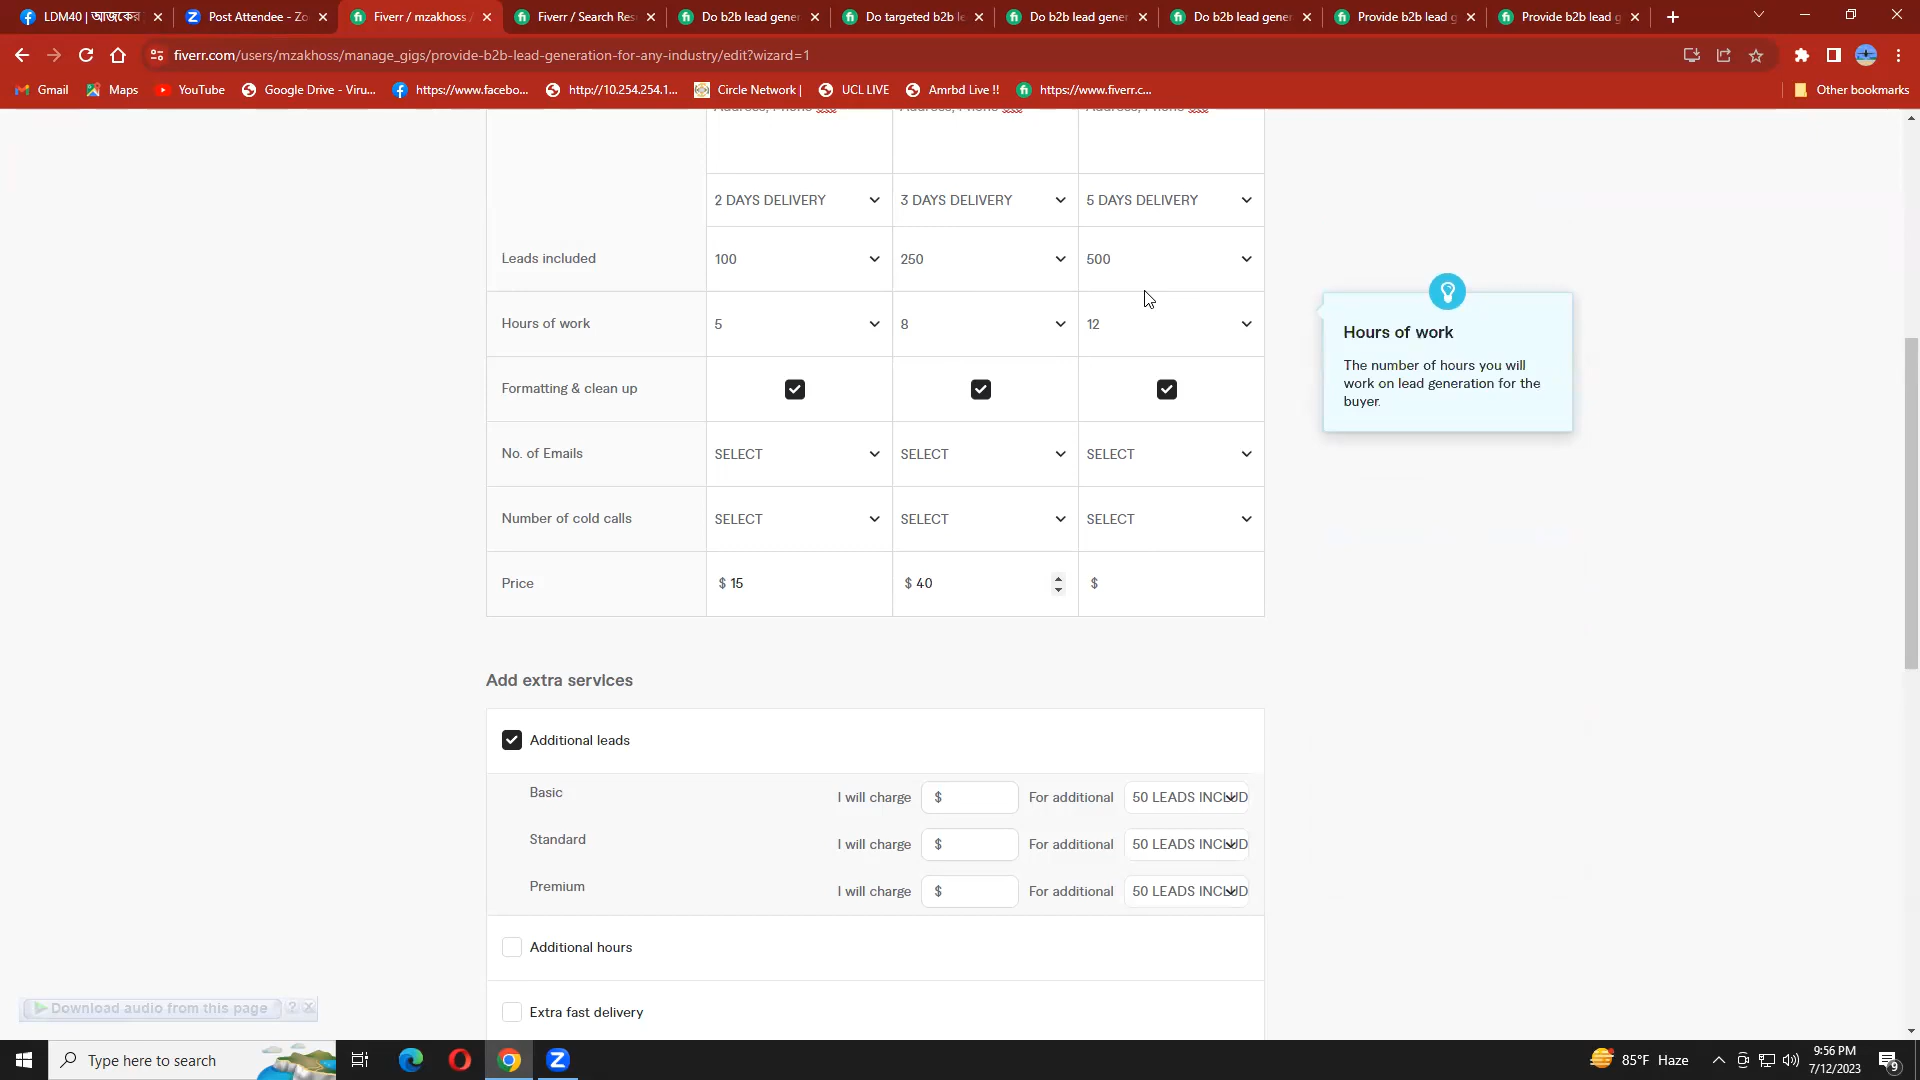 LDM40 | আজকের
Post Attendee - Zo
Fiverr / mzakhoss /
Fiverr / Search Res
Do b2b lead gener
Do targeted b2b le
Do b2b lead gener
Do b2b lead gener
Provide b2b lead g
Provide b2b lead g
fiverr.com/users/mzakhoss/manage_gigs/provide-b2b-lead-generation-for-any-industry/edit?wizard=1
Gmail
Maps
YouTube
Google Drive - Viru...
https://www.facebo...
http://10.254.254.1...
Circle Network |
UCL LIVE
Amrbd Live !!
https://www.fiverr.c...
Other bookmarks
2 DAYS DELIVERY
3 DAYS DELIVERY
5 DAYS DELIVERY
Leads included
100
250
500
Hours of work
5
8
12
Formatting & clean up
No. of Emails
SELECT
SELECT
SELECT
Number of cold calls
SELECT
SELECT
SELECT
Price
$ 15
$ 40
$
Hours of work
The number of hours you will
work on lead generation for the
buyer.
Add extra services
Additional leads
Basic
I will charge
$
For additional
50 LEADS INCLUD
Standard
I will charge
$
For additional
50 LEADS INCLUD
Premium
I will charge
$
For additional
50 LEADS INCLUD
Additional hours
Extra fast delivery
Download audio from this page
?
Type here to search
85°F Haze
9:56 PM
7/12/2023
9